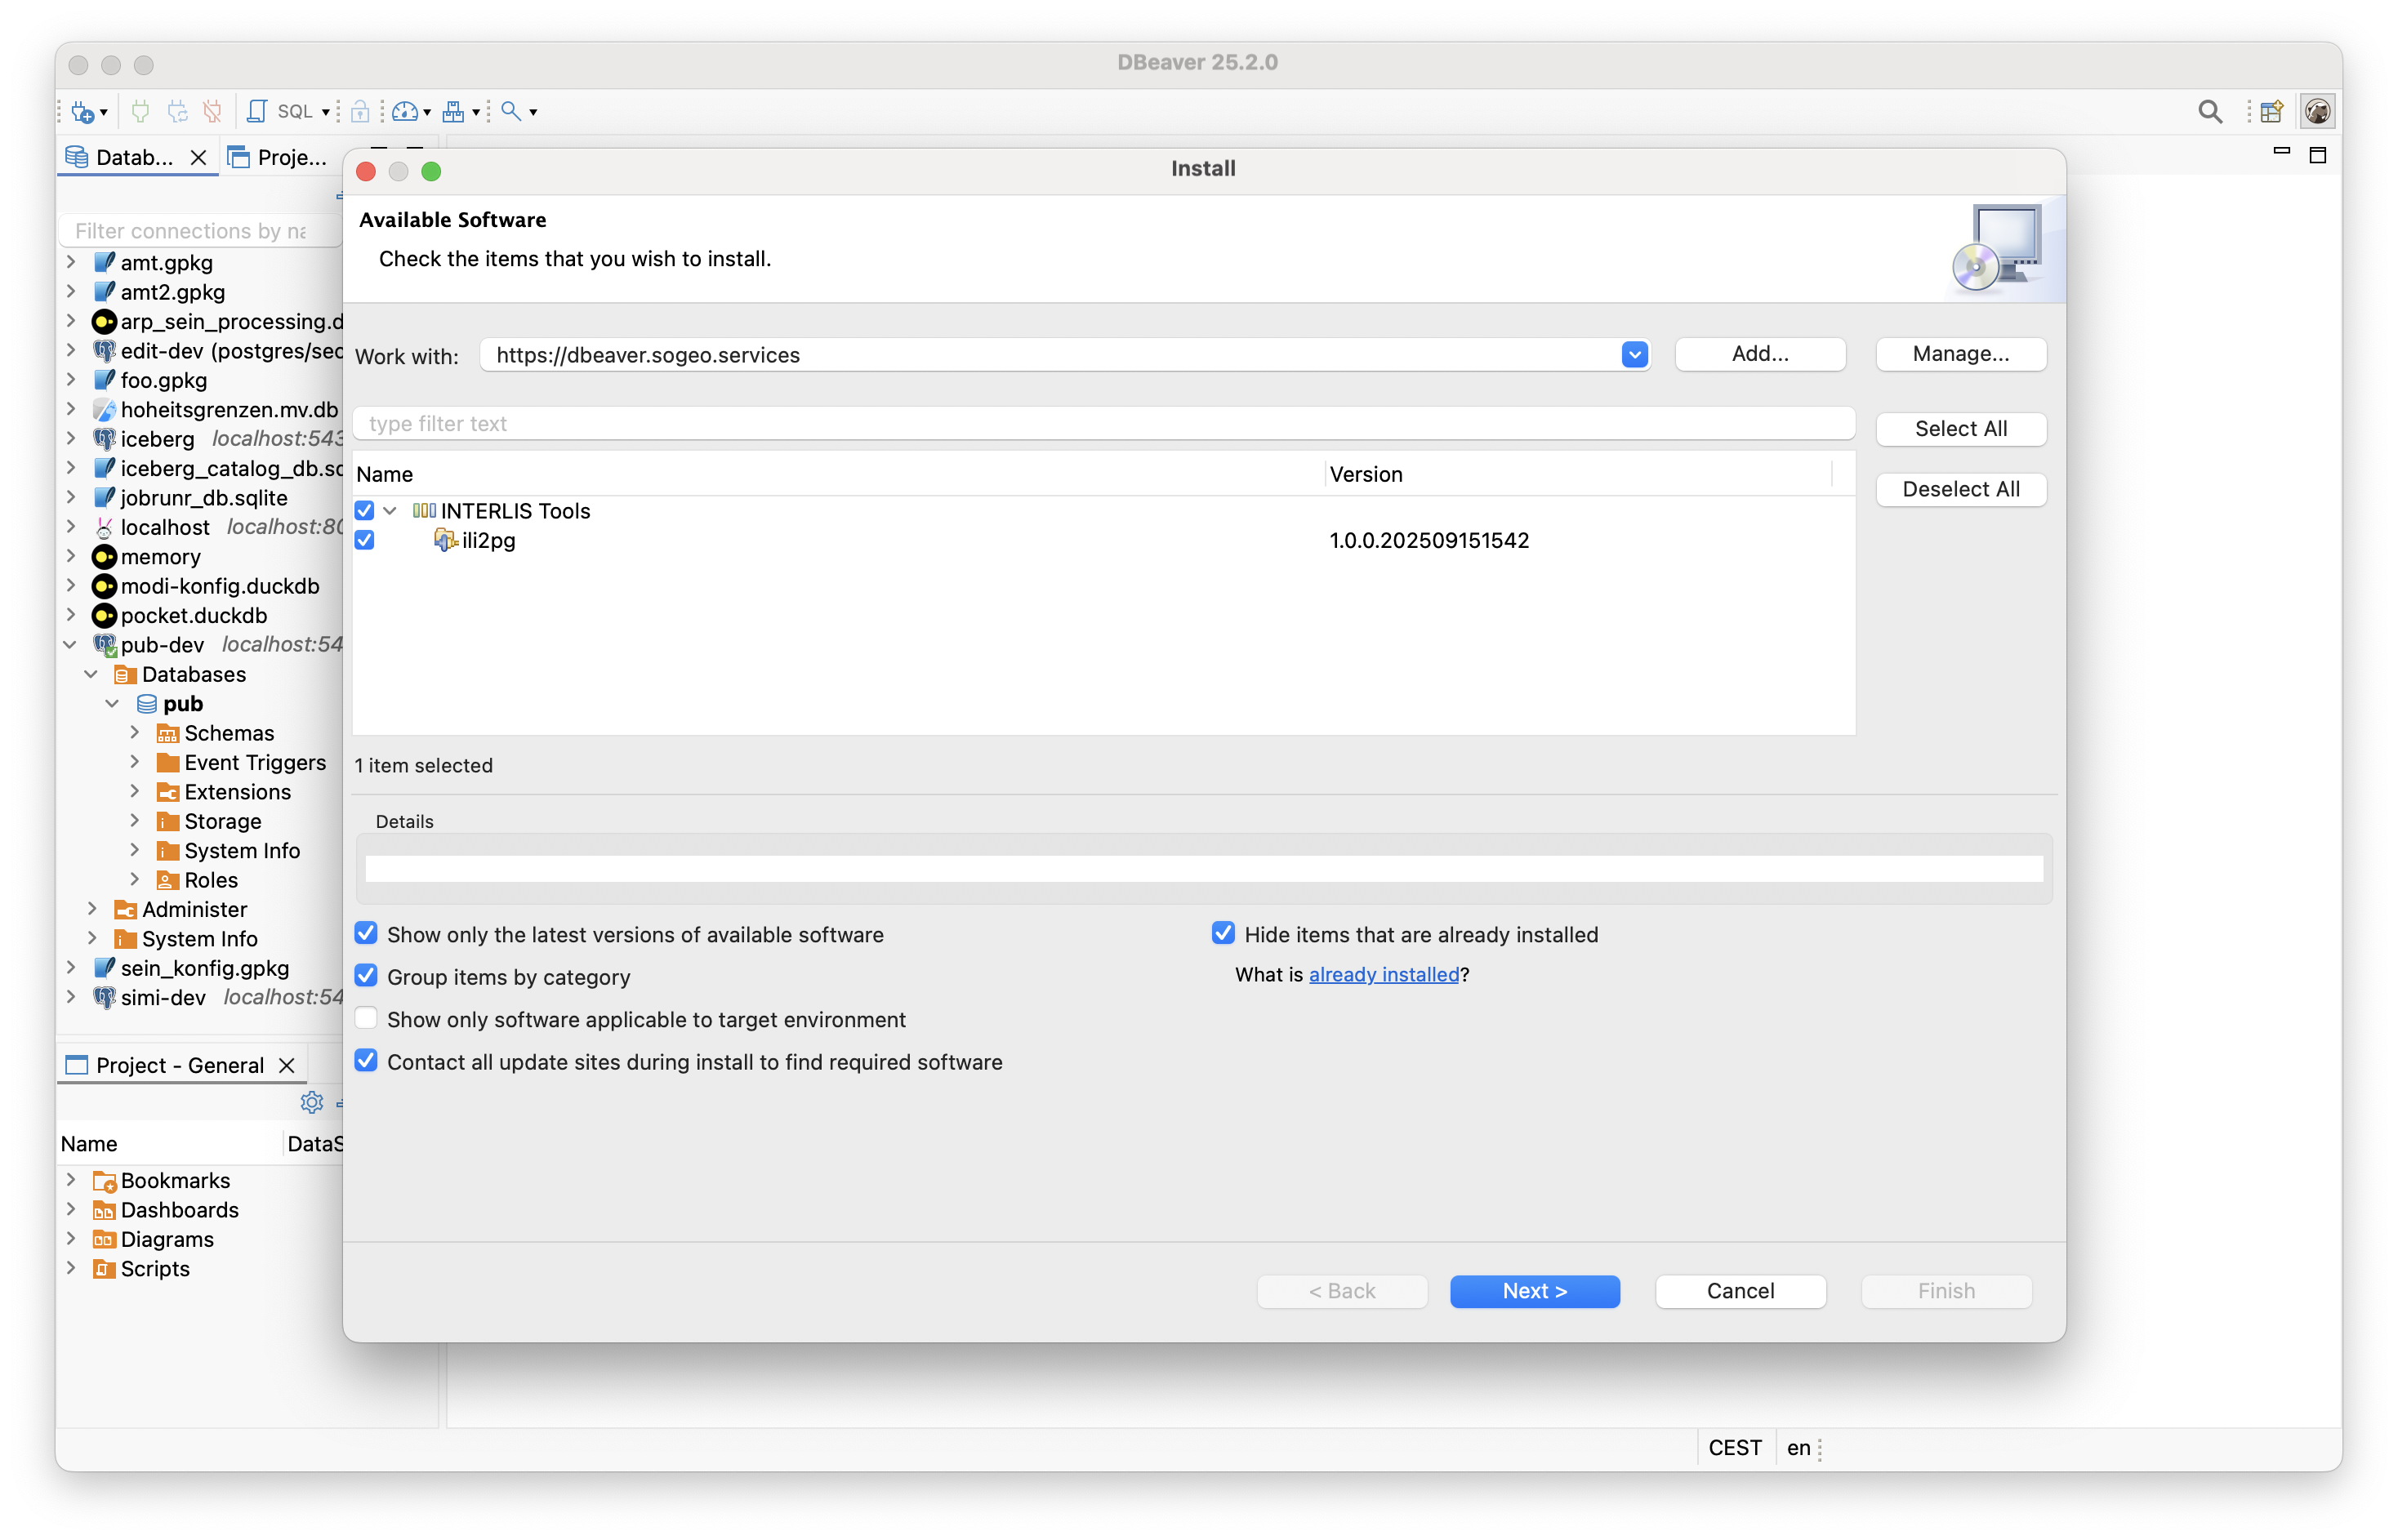 DBeaver 25.2.0
SQL
Datab...
Proje...
Filter connections by na
amt.gpkg
amt2.gpkg
arp_sein_processing.d
edit-dev (postgres/sec
foo.gpkg
hoheitsgrenzen.mv.db
iceberg localhost:543
iceberg_catalog_db.sq
jobrunr_db.sqlite
localhost localhost:80
memory
modi-konfig.duckdb
pocket.duckdb
pub-dev localhost:54
Databases
pub
Schemas
Event Triggers
Extensions
Storage
System Info
Roles
Administer
System Info
sein_konfig.gpkg
simi-dev localhost:54
Project - General
Name DataS
Bookmarks
Dashboards
Diagrams
Scripts
Install
Available Software
Check the items that you wish to install.
Work with: https://dbeaver.sogeo.services Add... Manage...
type filter text
Select All
Deselect All
Name Version
INTERLIS Tools
ili2pg 1.0.0.202509151542
1 item selected
Details
Show only the latest versions of available software
Hide items that are already installed
Group items by category
What is already installed?
Show only software applicable to target environment
Contact all update sites during install to find required software
< Back Next > Cancel Finish
CEST en